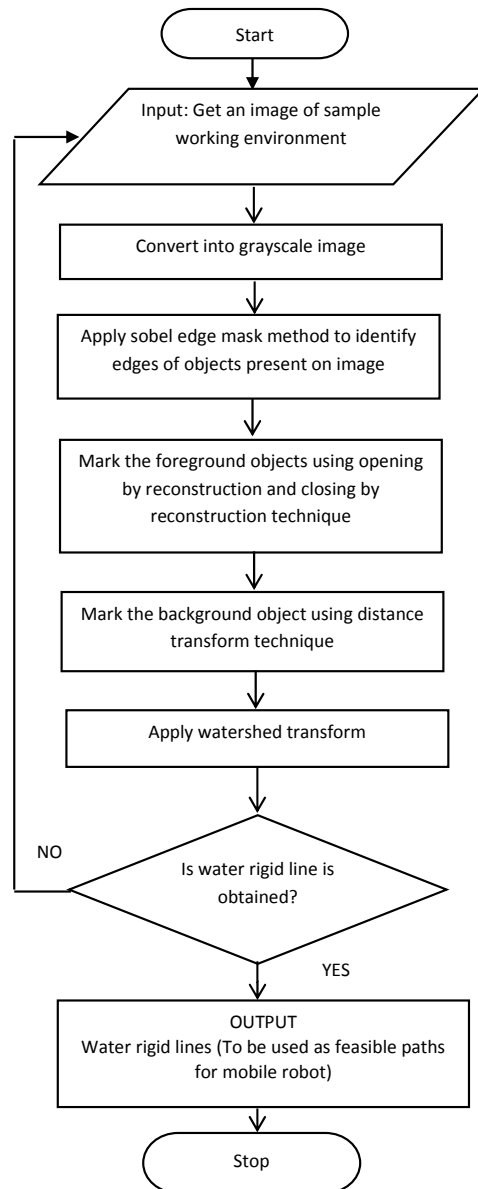 Start
Input: Get an image of sample
working environment
Convert into grayscale image
Apply sobel edge mask method to identify
edges of objects present on image
Mark the foreground objects using opening
by reconstruction and closing by
reconstruction technique
Mark the background object using distance
transform technique
Apply watershed transform
NO
Is water rigid line is
obtained?
YES
OUTPUT
Water rigid lines (To be used as feasible paths
for mobile robot)
Stop